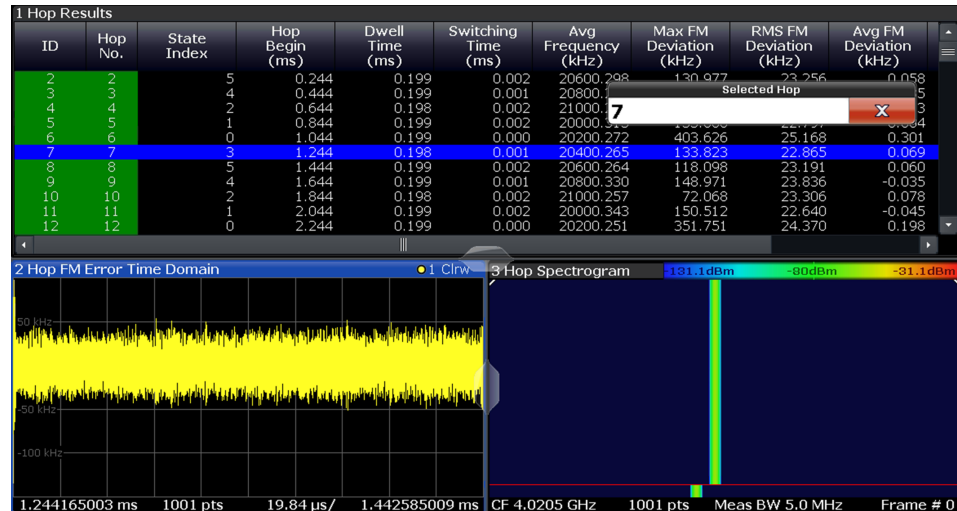 1 Hop Results
ID Hop No. State Index Hop Begin (ms) Dwell Time (ms) Switching Time (ms) Avg Frequency (kHz) Max FM Deviation (kHz) RMS FM Deviation (kHz) Avg FM Deviation (kHz)
2 2 5 0.244 0.199 0.002 20600.298 130.977 23.256 0.058
3 3 4 0.444 0.199 0.001 20800. 5
4 4 2 0.644 0.198 0.002 21000. 3
5 5 1 0.844 0.199 0.002
6 6 0 1.044 0.199 0.000 20200.272 403.626 25.168 0.301
7 7 3 1.244 0.198 0.001 20400.265 133.823 22.865 0.069
8 8 5 1.444 0.199 0.002 20600.264 118.098 23.191 0.060
9 9 4 1.644 0.199 0.001 20800.330 148.971 23.836 -0.035
10 10 2 1.844 0.198 0.002 21000.257 72.068 23.306 0.078
11 11 1 2.044 0.199 0.002 20000.343 150.512 22.640 -0.045
12 12 0 2.244 0.199 0.000 20200.251 351.751 24.370 0.198
Selected Hop
7 X
2 Hop FM Error Time Domain 1 Clrw
50 kHz
-50 kHz
-100 kHz
1.244165003 ms 1001 pts 19.84 µs/ 1.442585009 ms
3 Hop Spectrogram -131.1dBm -80dBm -31.1dBm
CF 4.0205 GHz 1001 pts Meas BW 5.0 MHz Frame # 0